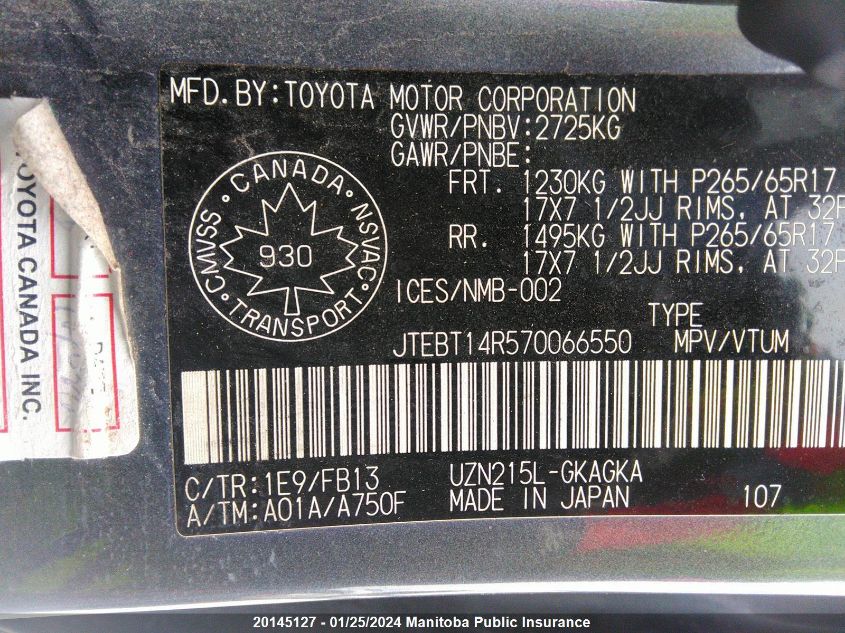 MFD.BY:TOYOTA MOTOR CORPORATION
GVWR/PNBV:2725KG
GAWR/PNBE:
FRT. 1230KG WITH P265/65R17
17X7 1/2JJ RIMS, AT 32
RR. 1495KG WITH P265/65R17
17X7 1/2JJ RIMS, AT 32
CANADA
CMVSS
NSVAC
930
TRANSPORT
ICES/NMB-002
TYPE
JTEBT14R570066550 MPV/VTUM
C/TR:1E9/FB13 UZN215L-GKAGKA
A/TM:A01A/A750F MADE IN JAPAN 107
TOYOTA CANADA INC.
20145127 - 01/25/2024 Manitoba Public Insurance